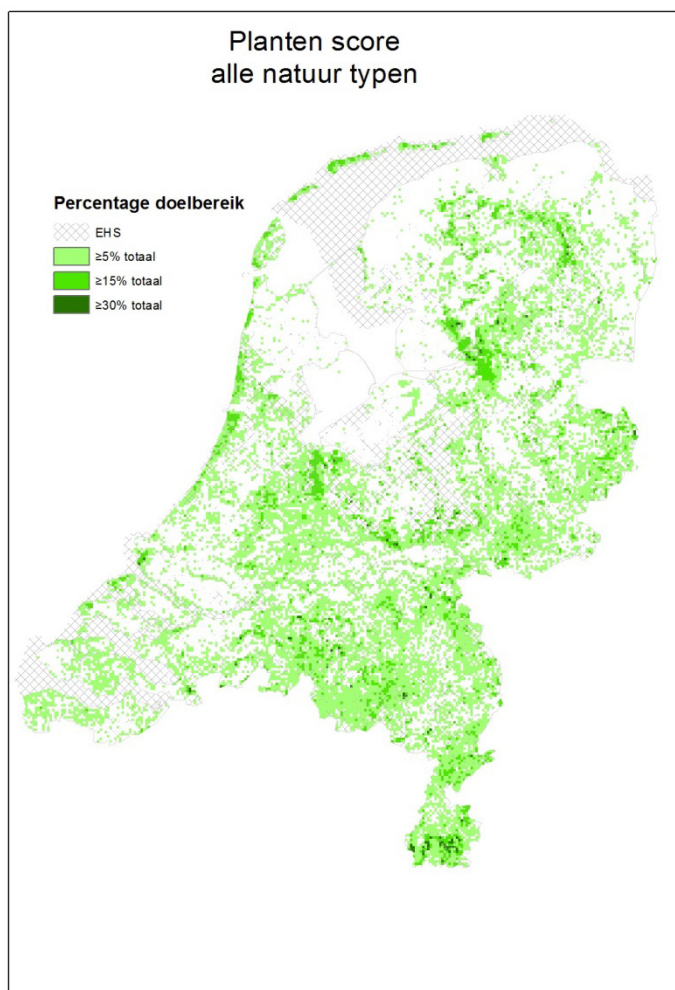 Planten score
alle natuur typen
Percentage doelbereik
EHS
≥5% totaal
≥15% totaal
≥30% totaal